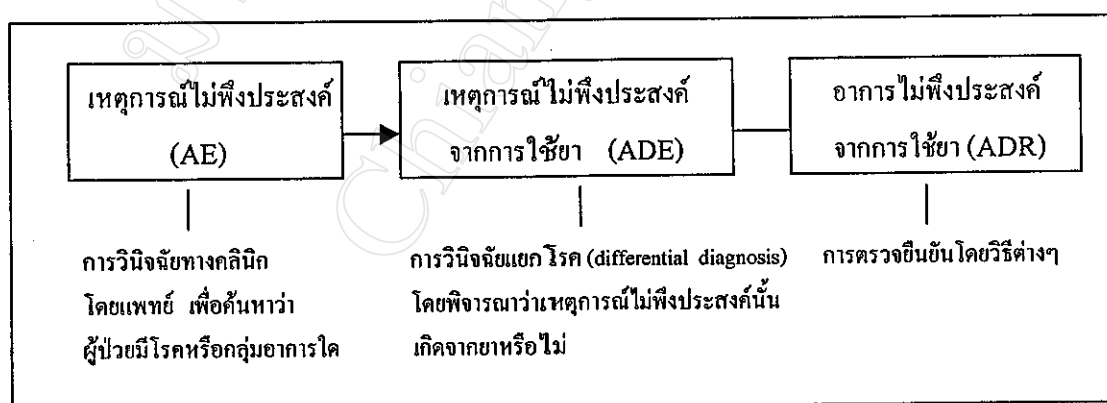 เหตุการณ์ไม่พึงประสงค์
(AE)
เหตุการณ์ไม่พึงประสงค์
จากการใช้ยา (ADE)
อาการไม่พึงประสงค์
จากการใช้ยา (ADR)
การวินิจฉัยทางคลินิก
โดยแพทย์ เพื่อค้นหาว่า
ผู้ป่วยมีโรคหรือกลุ่มอาการใด
การวินิจฉัยแยกโรค (differential diagnosis)
โดยพิจารณาว่าเหตุการณ์ไม่พึงประสงค์นั้น
เกิดจากยาหรือไม่
การตรวจยืนยันโดยวิธีต่างๆ
Chian